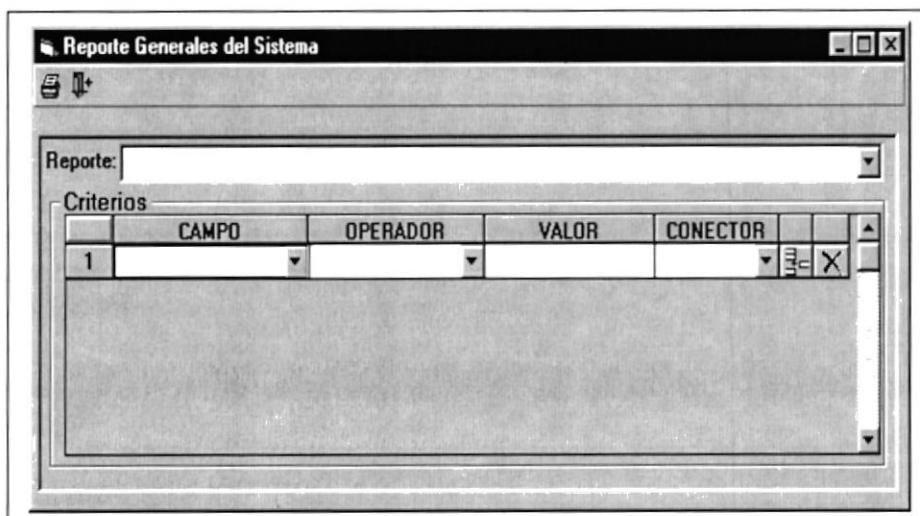 Reporte Generales del Sistema
Reporte:
Criterios
CAMPO OPERADOR VALOR CONECTOR
1